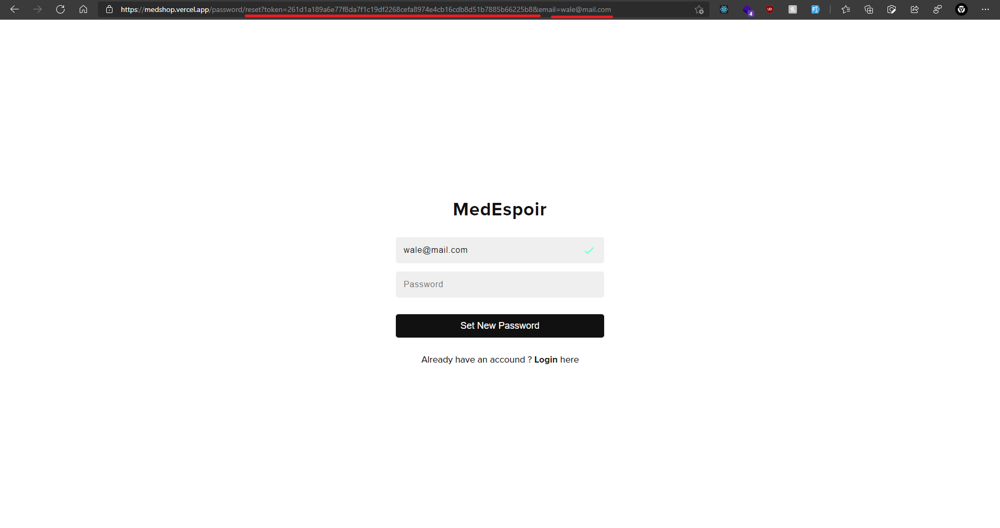 https://medshop.vercel.app/password/reset?token=261d1a189a6e77f8da7f1c19df2268cefa8974e4cb16cdb8d51b7885b66225b8&email=wale@mail.com
4
MedEspoir
wale@mail.com
Password
Set New Password
Already have an accound ? Login here